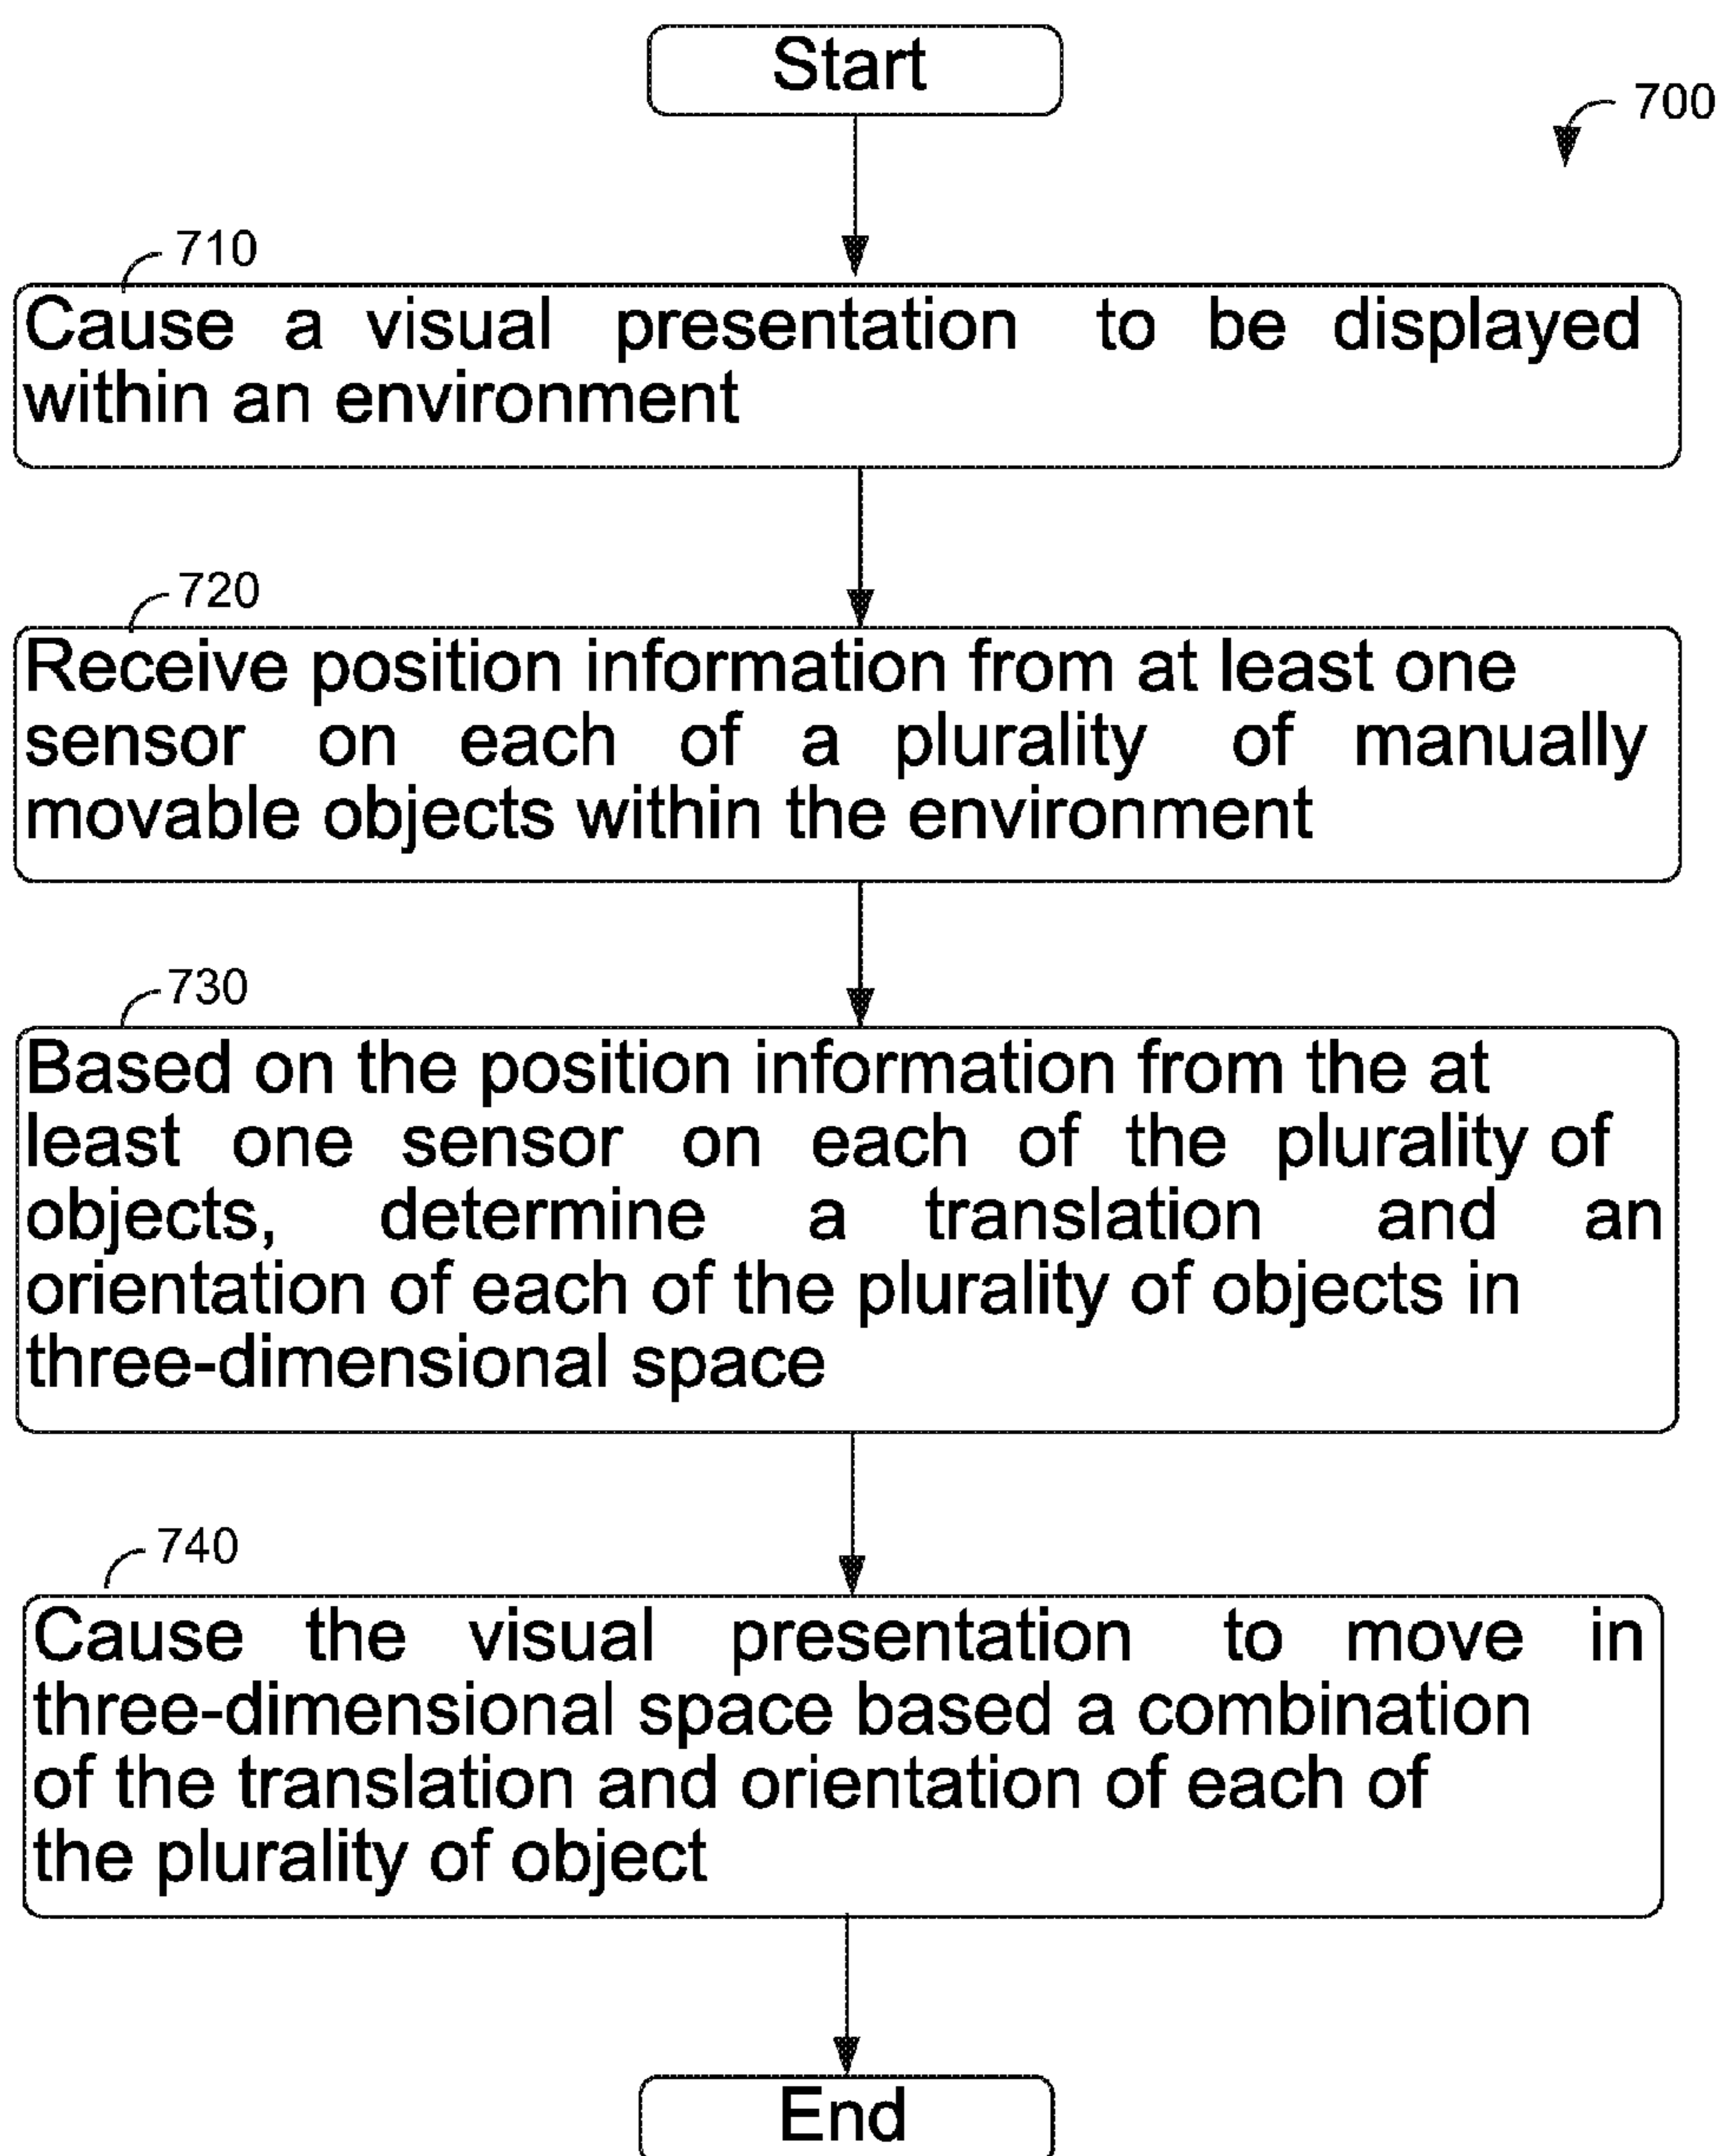 Start
700
710
Cause a visual presentation to be displayed
within an environment
720
Receive position information from at least one
sensor on each of a plurality of manually
movable objects within the environment
730
Based on the position information from the at
least one sensor on each of the plurality of
objects, determine a translation and an
orientation of each of the plurality of objects in
three-dimensional space
740
Cause the visual presentation to move in
three-dimensional space based a combination
of the translation and orientation of each of
the plurality of object
End